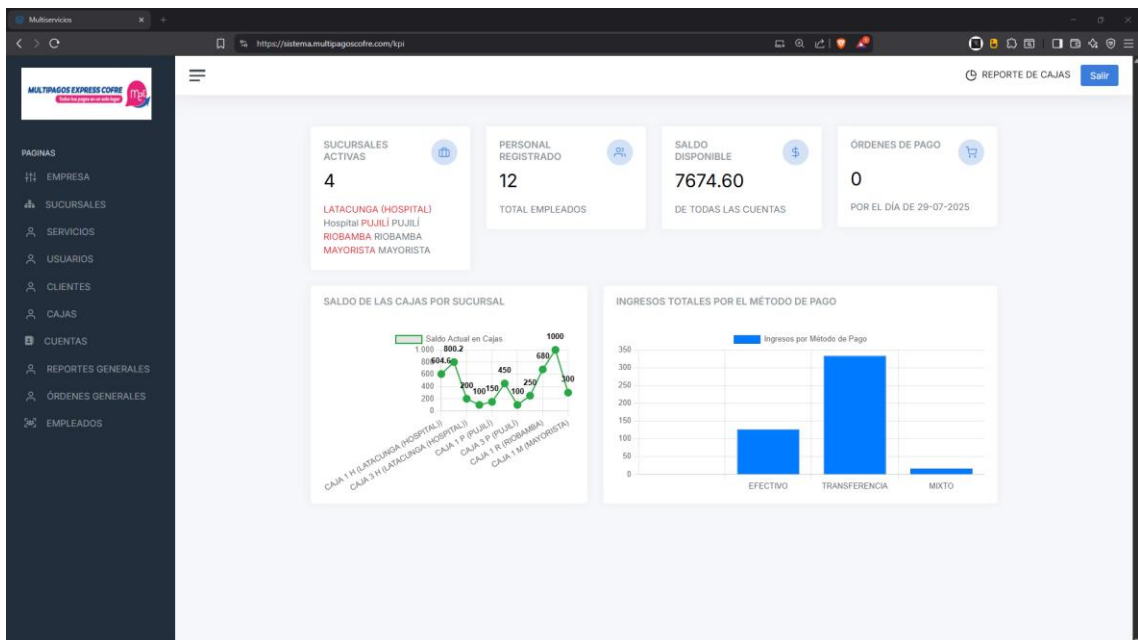 Multiservicios
https://sistema.multipagoscofre.com/kpi
MULTIPAGOS EXPRESS COFRE
Todos tus pagos en un solo lugar
REPORTE DE CAJAS
Salir
PAGINAS
EMPRESA
SUCURSALES
SERVICIOS
USUARIOS
CLIENTES
CAJAS
CUENTAS
REPORTES GENERALES
ÓRDENES GENERALES
EMPLEADOS
SUCURSALES
ACTIVAS
4
LATACUNGA (HOSPITAL)
Hospital PUJILÍ PUJILÍ
RIOBAMBA RIOBAMBA
MAYORISTA MAYORISTA
PERSONAL
REGISTRADO
12
TOTAL EMPLEADOS
SALDO
DISPONIBLE
7674.60
DE TODAS LAS CUENTAS
ÓRDENES DE PAGO
0
POR EL DÍA DE 29-07-2025
SALDO DE LAS CAJAS POR SUCURSAL
Saldo Actual en Cajas
1.000
800
600
400
200
0
604.6
800.2
200
100
150
450
100
250
680
1000
300
CAJA 1 H (LATACUNGA (HOSPITAL))
CAJA 3 H (LATACUNGA (HOSPITAL))
CAJA 1 P (PUJILÍ)
CAJA 3 P (PUJILÍ)
CAJA 1 R (RIOBAMBA)
CAJA 1 M (MAYORISTA)
INGRESOS TOTALES POR EL MÉTODO DE PAGO
Ingresos por Método de Pago
350
300
250
200
150
100
50
0
EFECTIVO
TRANSFERENCIA
MIXTO